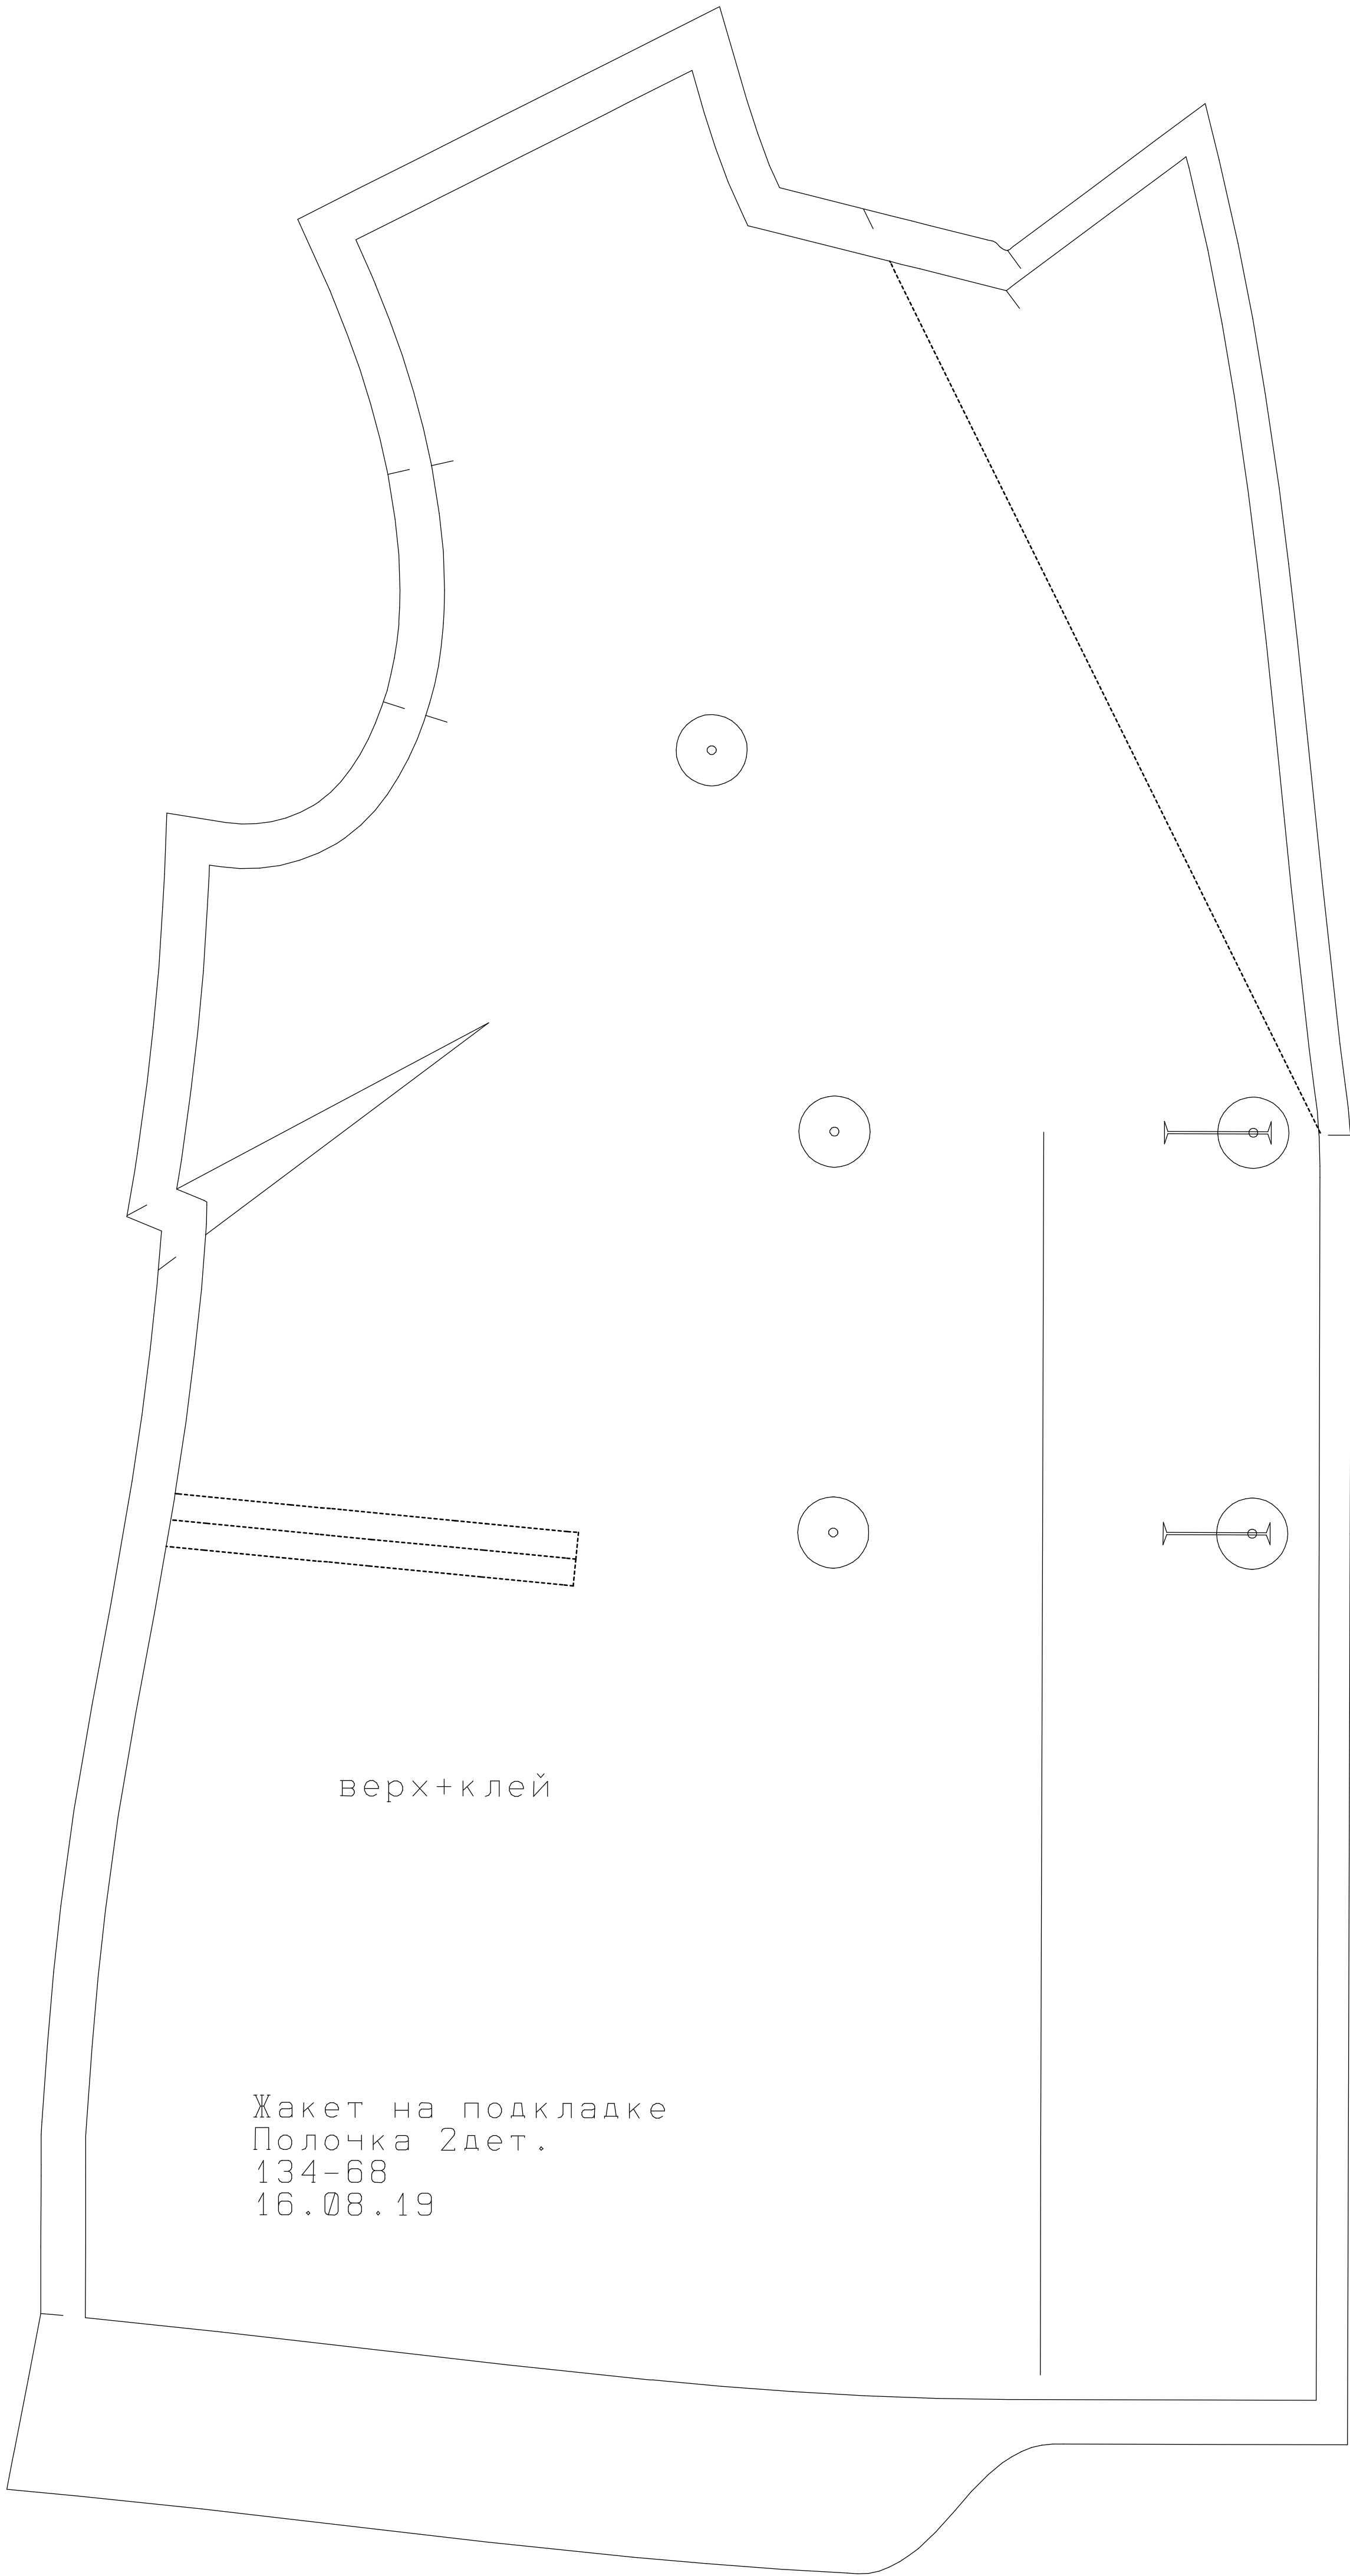 верх+клей
Жакет на подкладке
Полочка 2дет.
134-68
16.08.19